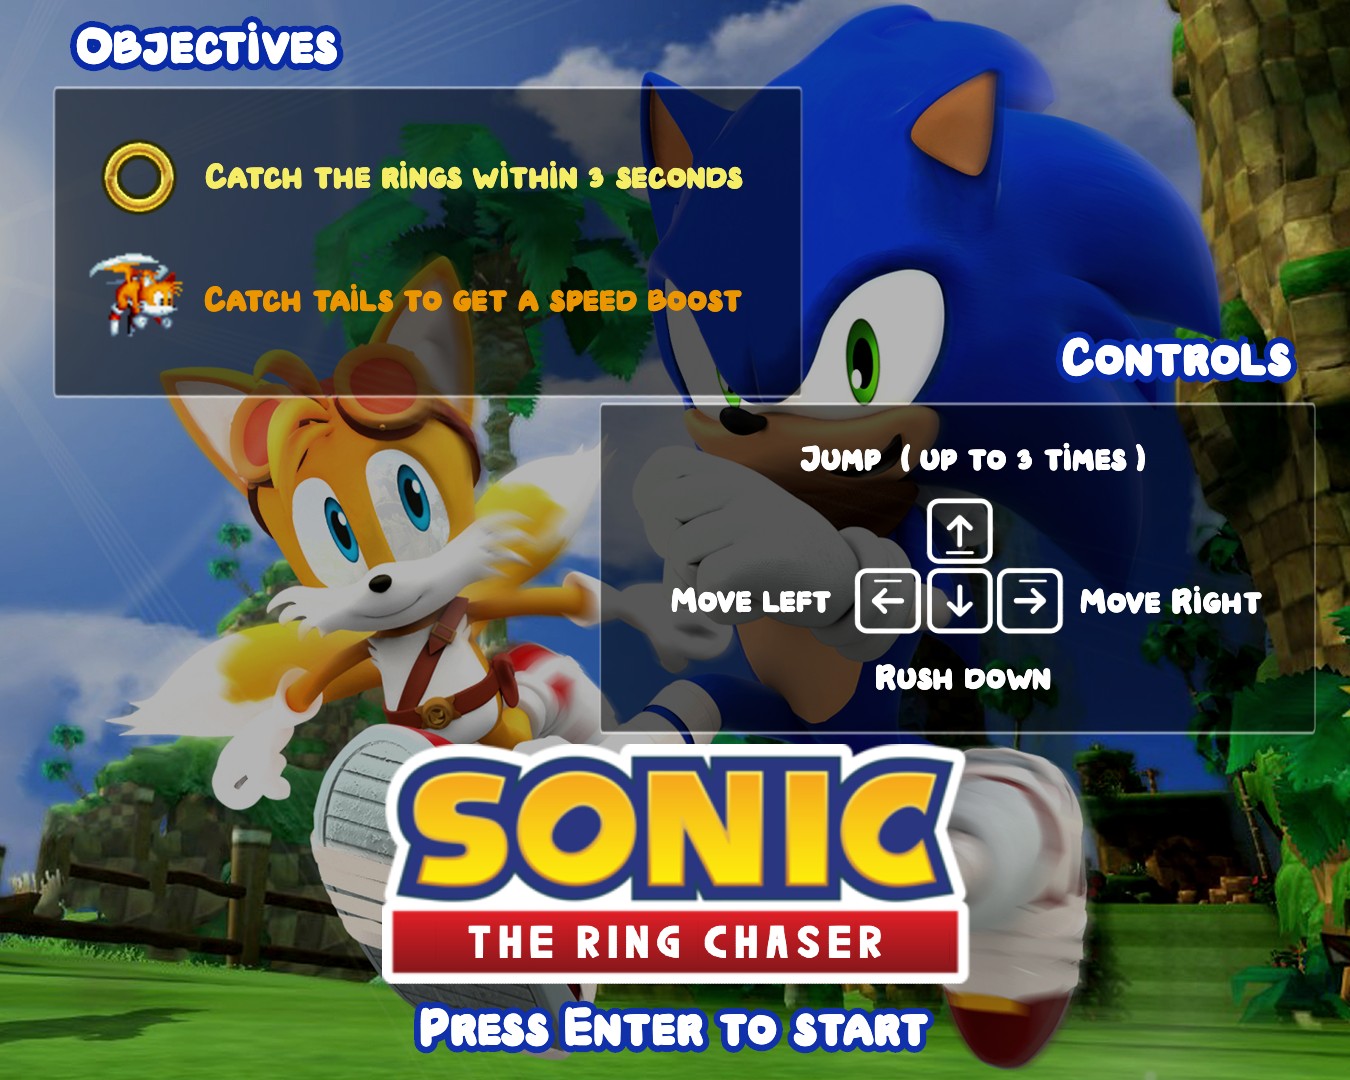 Objectives
Catch the rings within 3 seconds
Catch tails to get a speed boost
Controls
Jump ( up to 3 times )
Move left
Move Right
Rush down
SONIC
THE RING CHASER
Press Enter to start